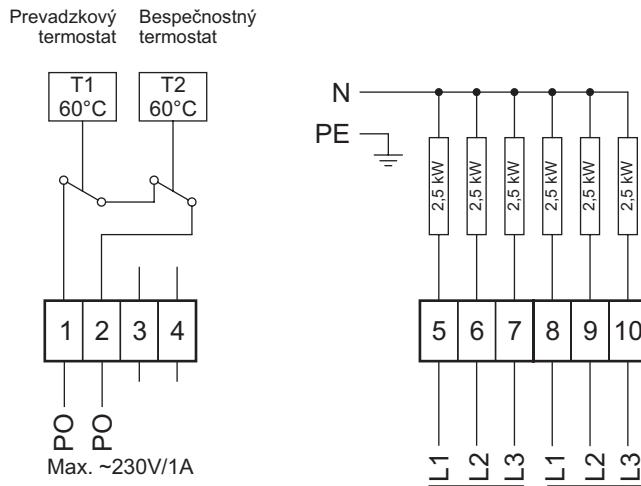 Prevadzkový
termostat
Bespečnostný
termostat
T1
60°C
T2
60°C
1 2 3 4
PO PO
Max. ~230V/1A
N
PE
2,5 kW 2,5 kW 2,5 kW 2,5 kW 2,5 kW 2,5 kW
5 6 7 8 9 10
L1 L2 L3 L1 L2 L3